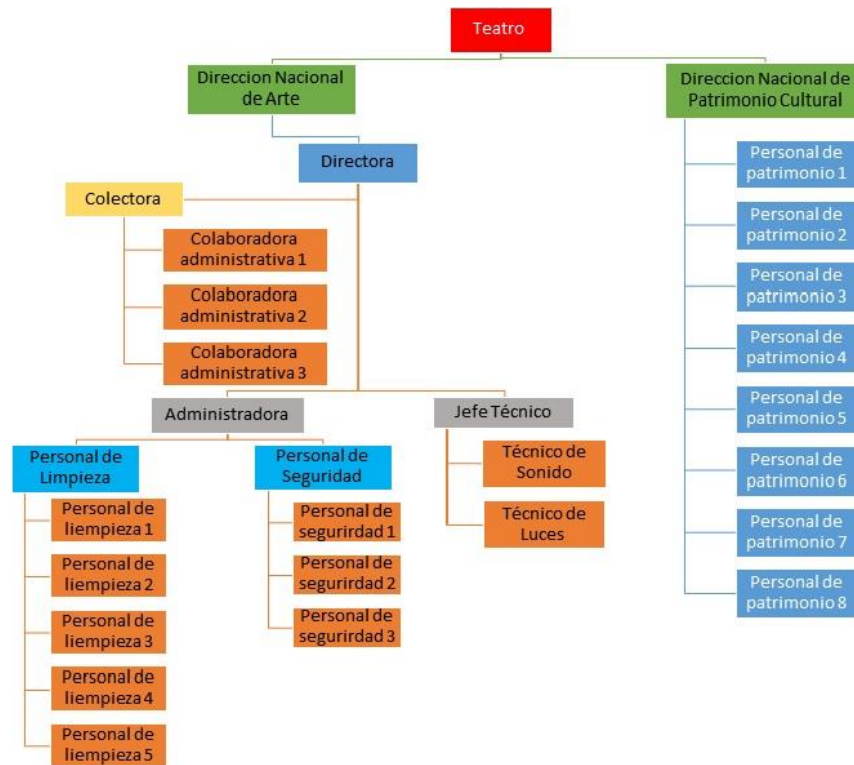 Teatro
Direccion Nacional
de Arte
Direccion Nacional de
Patrimonio Cultural
Directora
Colectora
Colaboradora
administrativa 1
Colaboradora
administrativa 2
Colaboradora
administrativa 3
Administradora
Jefe Técnico
Personal de
Limpieza
Personal de
Seguridad
Personal de
liempieza 1
Personal de
liempieza 2
Personal de
liempieza 3
Personal de
liempieza 4
Personal de
liempieza 5
Personal de
segurirdad 1
Personal de
segurirdad 2
Personal de
segurirdad 3
Técnico de
Sonido
Técnico de
Luces
Personal de
patrimonio 1
Personal de
patrimonio 2
Personal de
patrimonio 3
Personal de
patrimonio 4
Personal de
patrimonio 5
Personal de
patrimonio 6
Personal de
patrimonio 7
Personal de
patrimonio 8